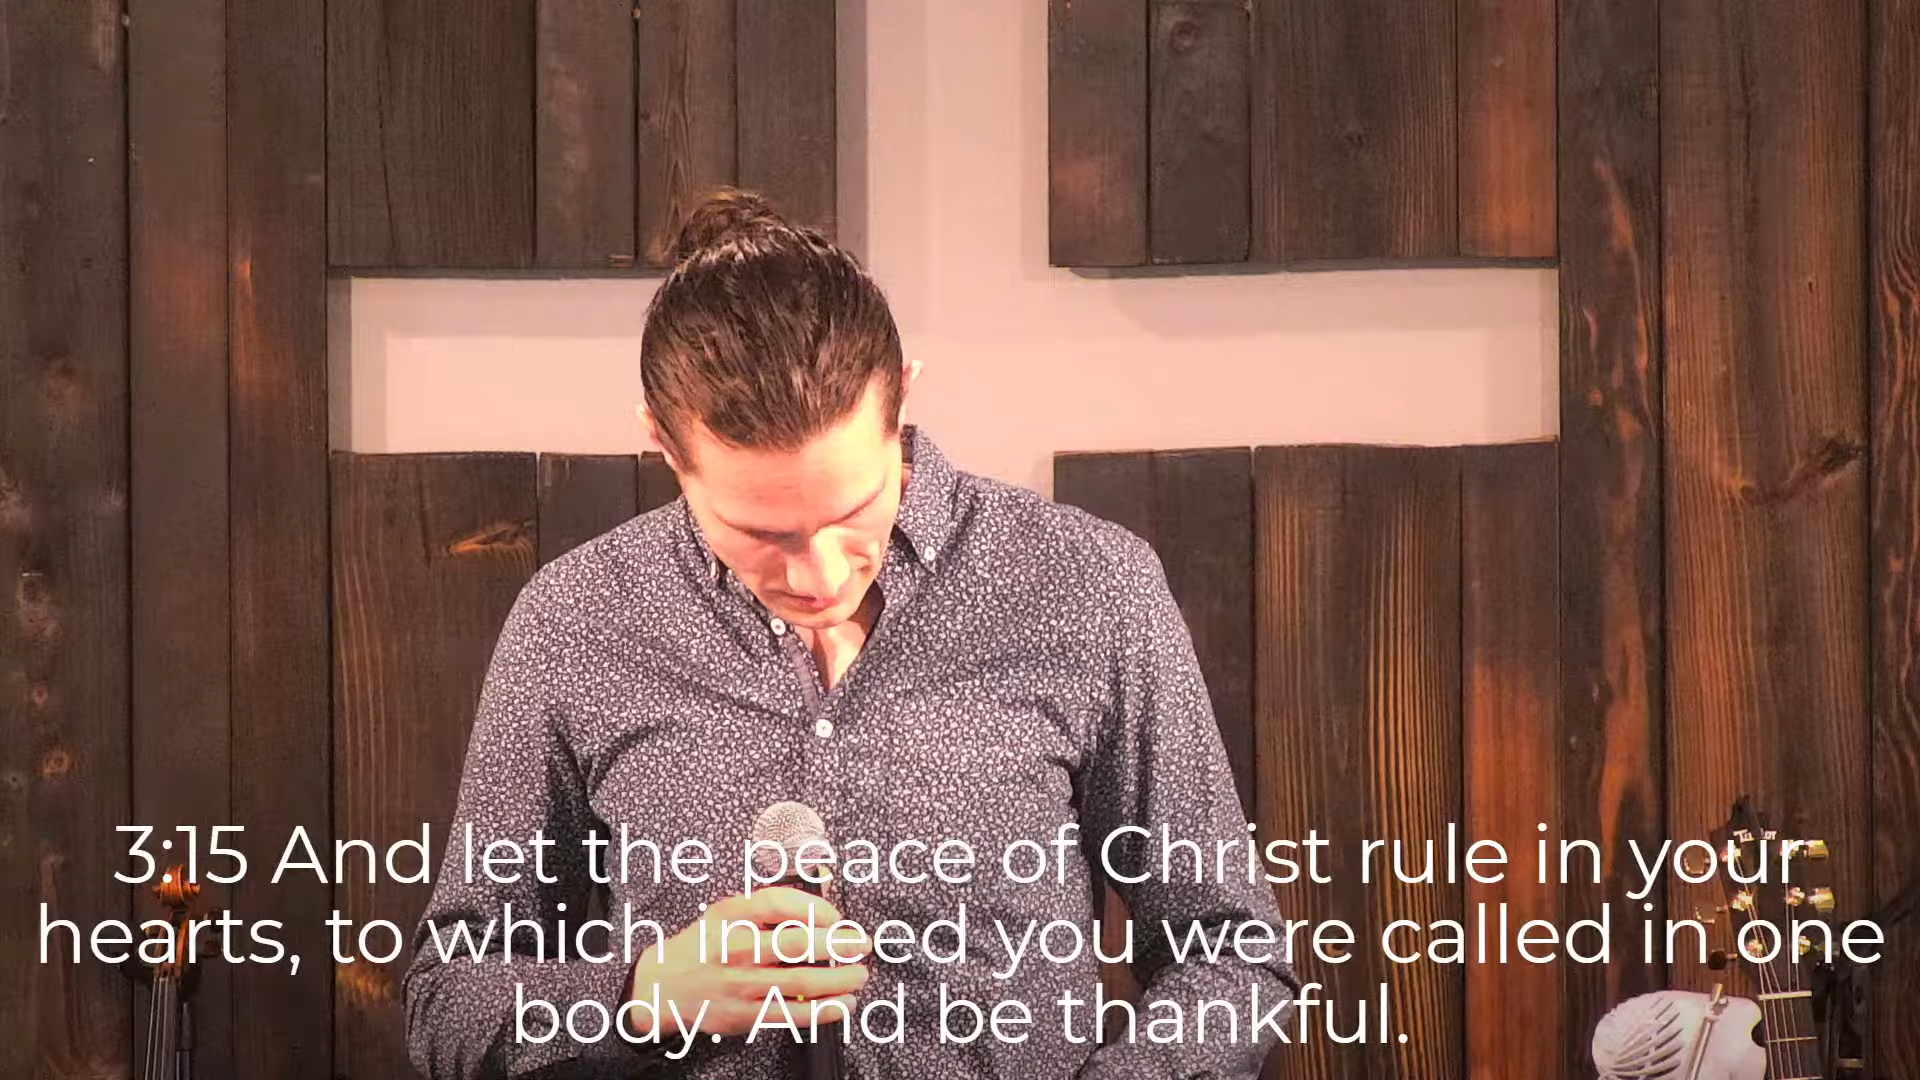 3:15 And let the peace of Christ rule in your
hearts, to which indeed you were called in one
body. And be thankful.
Taylor